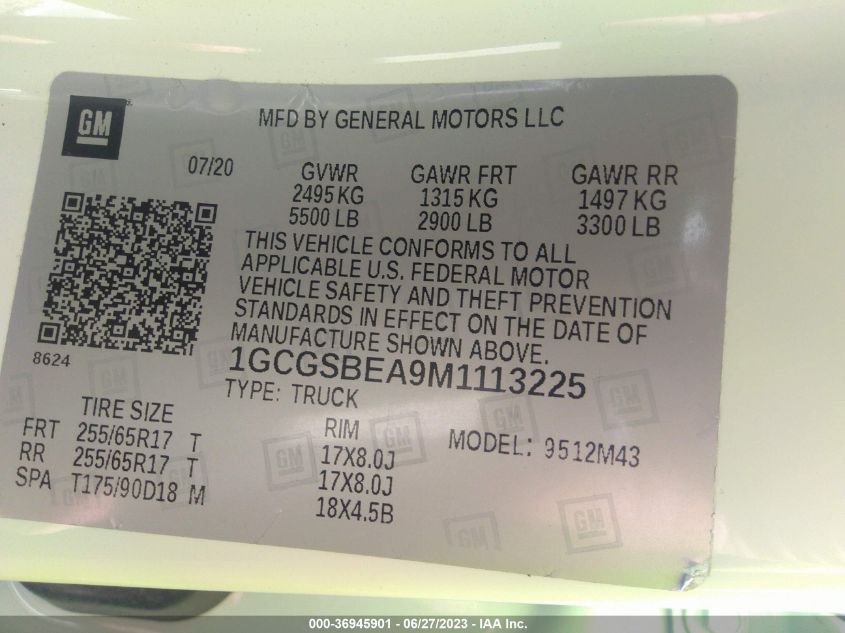 GM
MFD BY GENERAL MOTORS LLC
07/20
GVWR GAWR FRT GAWR RR
2495 KG 1315 KG 1497 KG
5500 LB 2900 LB 3300 LB
THIS VEHICLE CONFORMS TO ALL
APPLICABLE U.S. FEDERAL MOTOR
VEHICLE SAFETY AND THEFT PREVENTION
STANDARDS IN EFFECT ON THE DATE OF
MANUFACTURE SHOWN ABOVE.
8624
1GCGSBEA9M1113225
TYPE: TRUCK
TIRE SIZE RIM MODEL: 9512M43
FRT 255/65R17 T 17X8.0J
RR 255/65R17 T 17X8.0J
SPA T175/90D18 M 18X4.5B
000-36945901 - 06/27/2023 - IAA Inc.